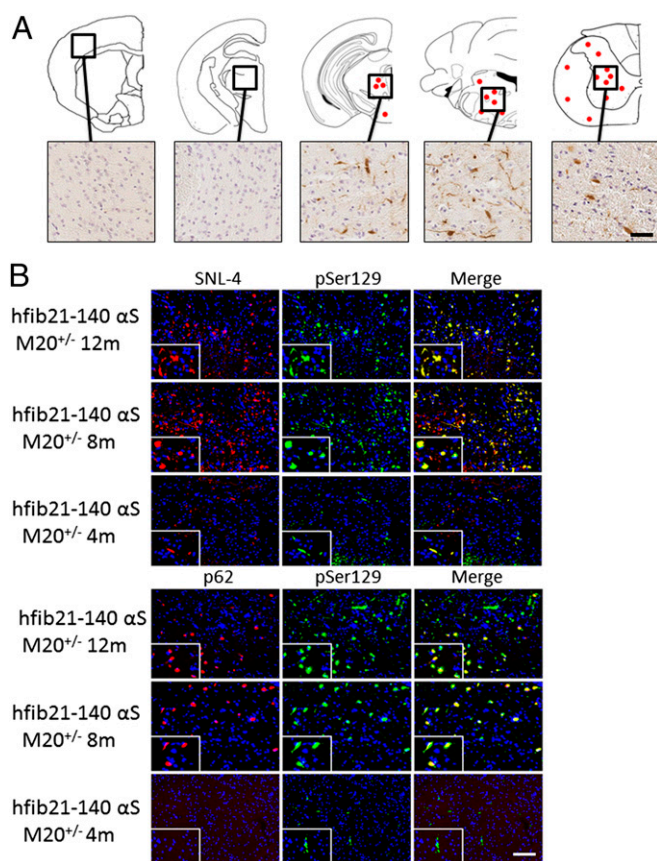 A
B
SNL-4 pSer129 Merge
hfib21-140 αS
M20+/- 12m
hfib21-140 αS
M20+/- 8m
hfib21-140 αS
M20+/- 4m
p62 pSer129 Merge
hfib21-140 αS
M20+/- 12m
hfib21-140 αS
M20+/- 8m
hfib21-140 αS
M20+/- 4m